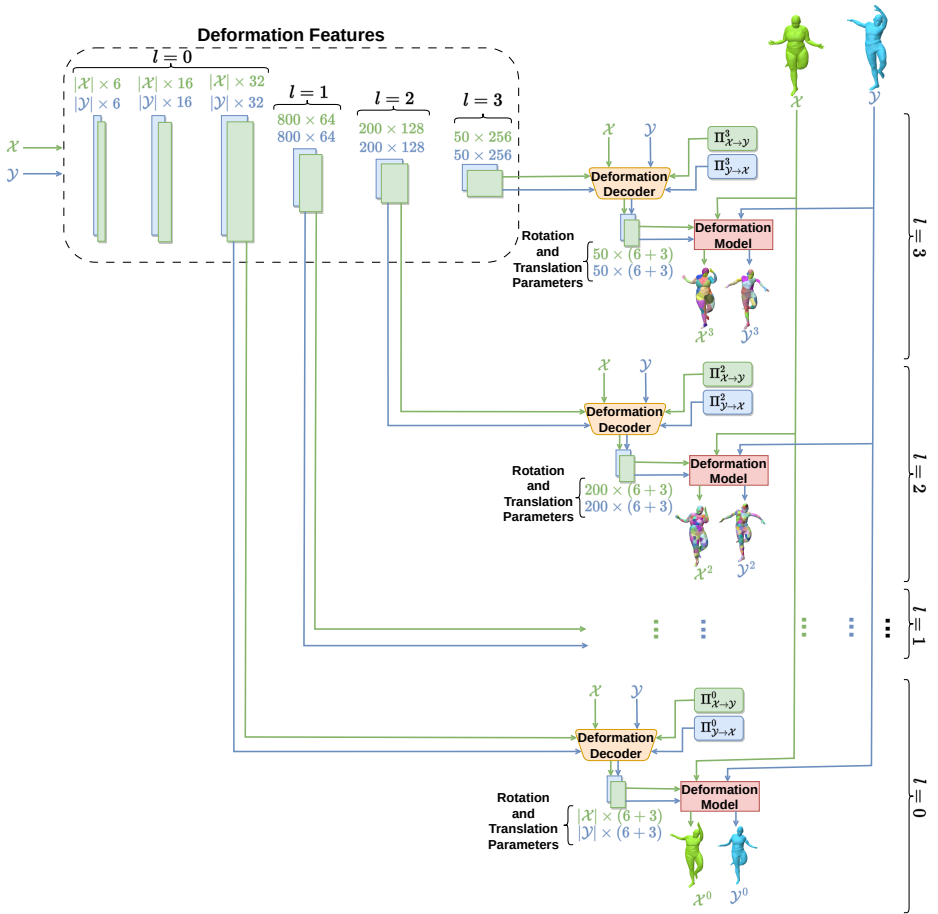 Deformation Features
l = 0
|𝒳| × 6 |𝒳| × 16 |𝒳| × 32
|𝒴| × 6 |𝒴| × 16 |𝒴| × 32
l = 1
800 × 64
800 × 64
l = 2
200 × 128
200 × 128
l = 3
50 × 256
50 × 256
𝒳
𝒴
𝒳 𝒴
𝒳 𝒴
Π³𝒳→𝒴
Π³𝒴→𝒳
Deformation
Decoder
Deformation
Model
Rotation
and
Translation
Parameters
50 × (6 + 3)
50 × (6 + 3)
𝒳³ 𝒴³
l = 3
𝒳 𝒴
Π²𝒳→𝒴
Π²𝒴→𝒳
Deformation
Decoder
Deformation
Model
Rotation
and
Translation
Parameters
200 × (6 + 3)
200 × (6 + 3)
𝒳² 𝒴²
l = 2
... ... ... ... ...
l = 1
𝒳 𝒴
Π⁰𝒳→𝒴
Π⁰𝒴→𝒳
Deformation
Decoder
Deformation
Model
Rotation
and
Translation
Parameters
|𝒳| × (6 + 3)
|𝒴| × (6 + 3)
𝒳⁰ 𝒴⁰
l = 0